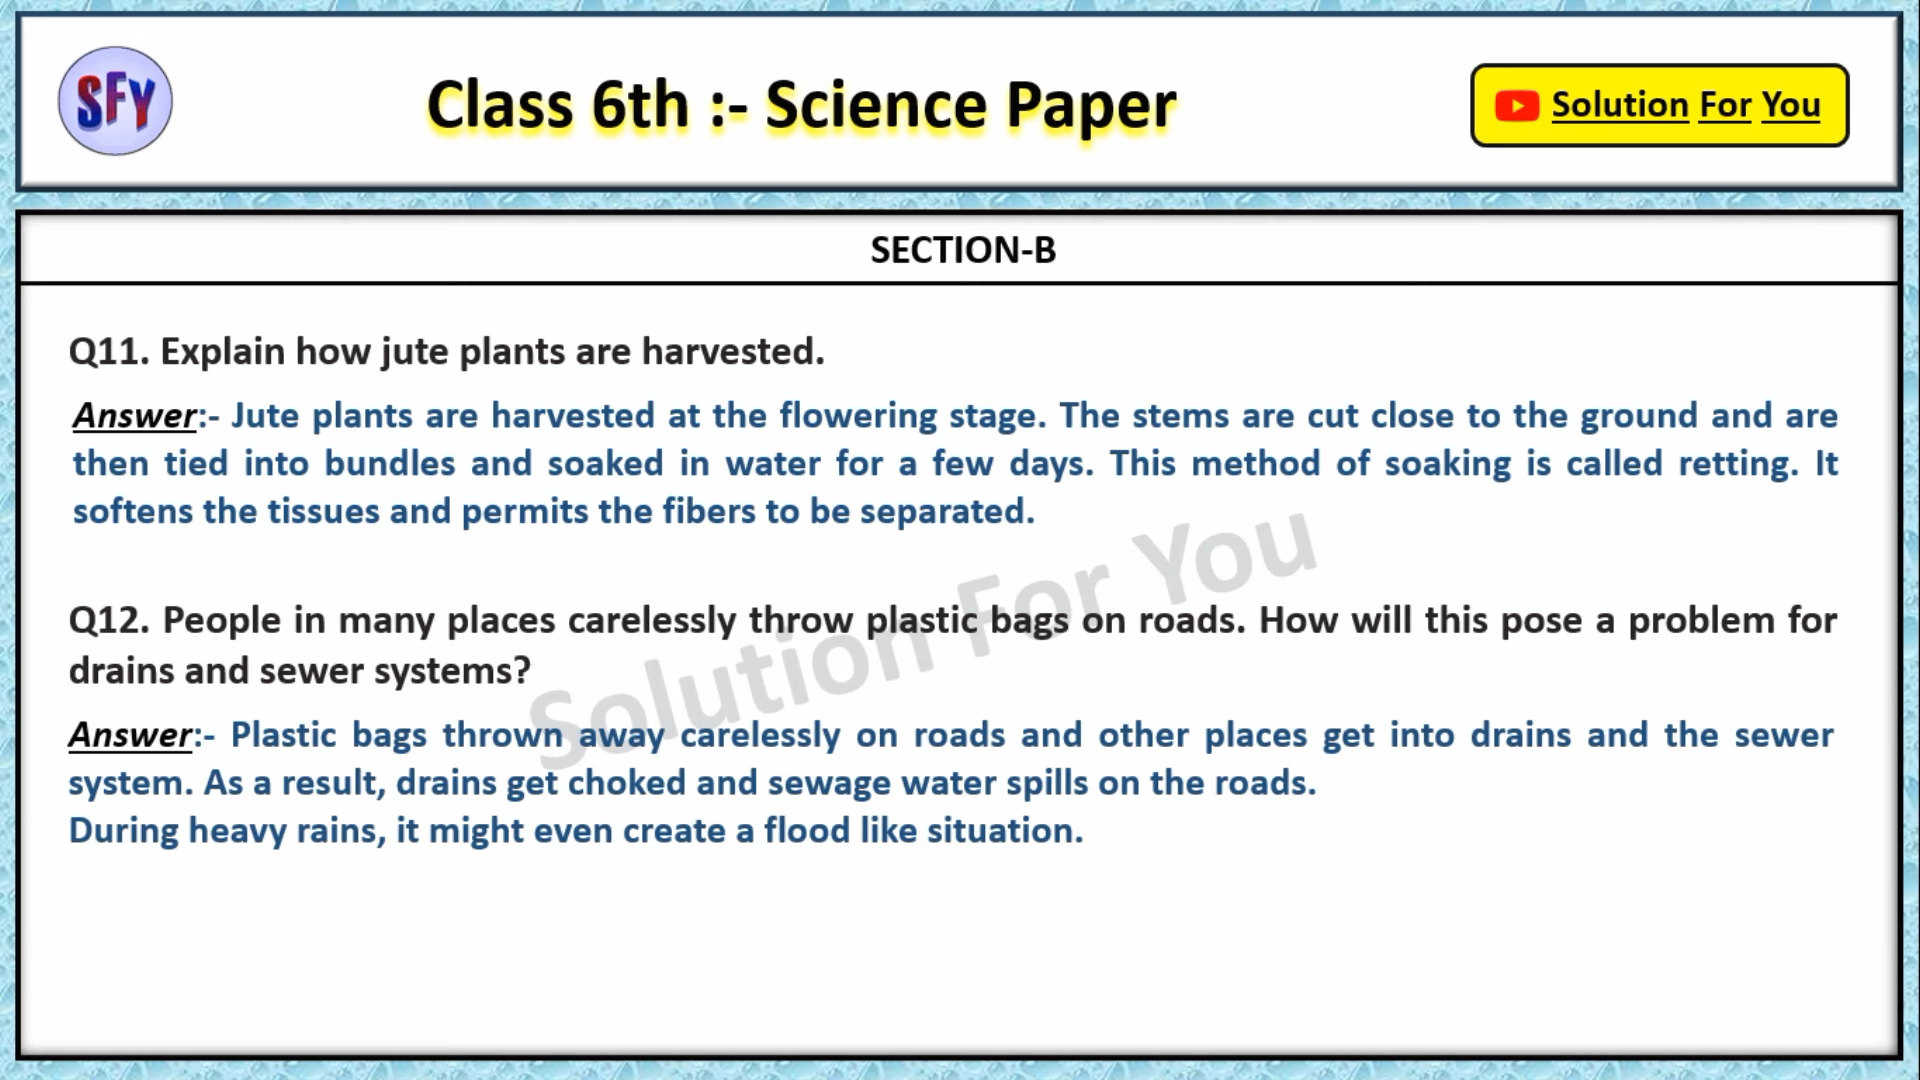 SFY
Class 6th :- Science Paper
Solution For You
SECTION-B
Q11. Explain how jute plants are harvested.
Answer:- Jute plants are harvested at the flowering stage. The stems are cut close to the ground and are
then tied into bundles and soaked in water for a few days. This method of soaking is called retting. It
softens the tissues and permits the fibers to be separated.
Solution For You
Q12. People in many places carelessly throw plastic bags on roads. How will this pose a problem for
drains and sewer systems?
Answer:- Plastic bags thrown away carelessly on roads and other places get into drains and the sewer
system. As a result, drains get choked and sewage water spills on the roads.
During heavy rains, it might even create a flood like situation.